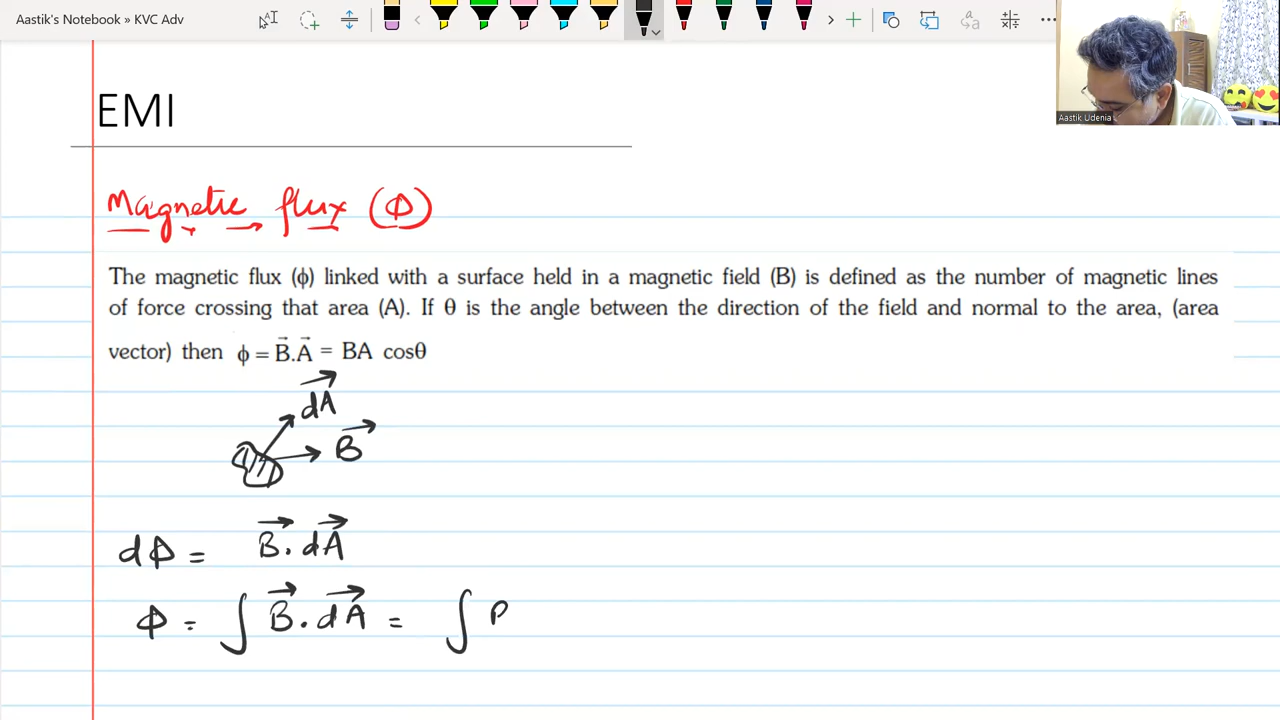 Aastik's Notebook » KVC Adv
Aastik Udenia
EMI
Magnetic flux (Φ)
The magnetic flux (ϕ) linked with a surface held in a magnetic field (B) is defined as the number of magnetic lines
of force crossing that area (A). If θ is the angle between the direction of the field and normal to the area, (area
vector) then ϕ = B⃗.A⃗ = BA cosθ
dA⃗
B⃗
dΦ = B⃗ . dA⃗
Φ = ∫ B⃗ . dA⃗ = ∫